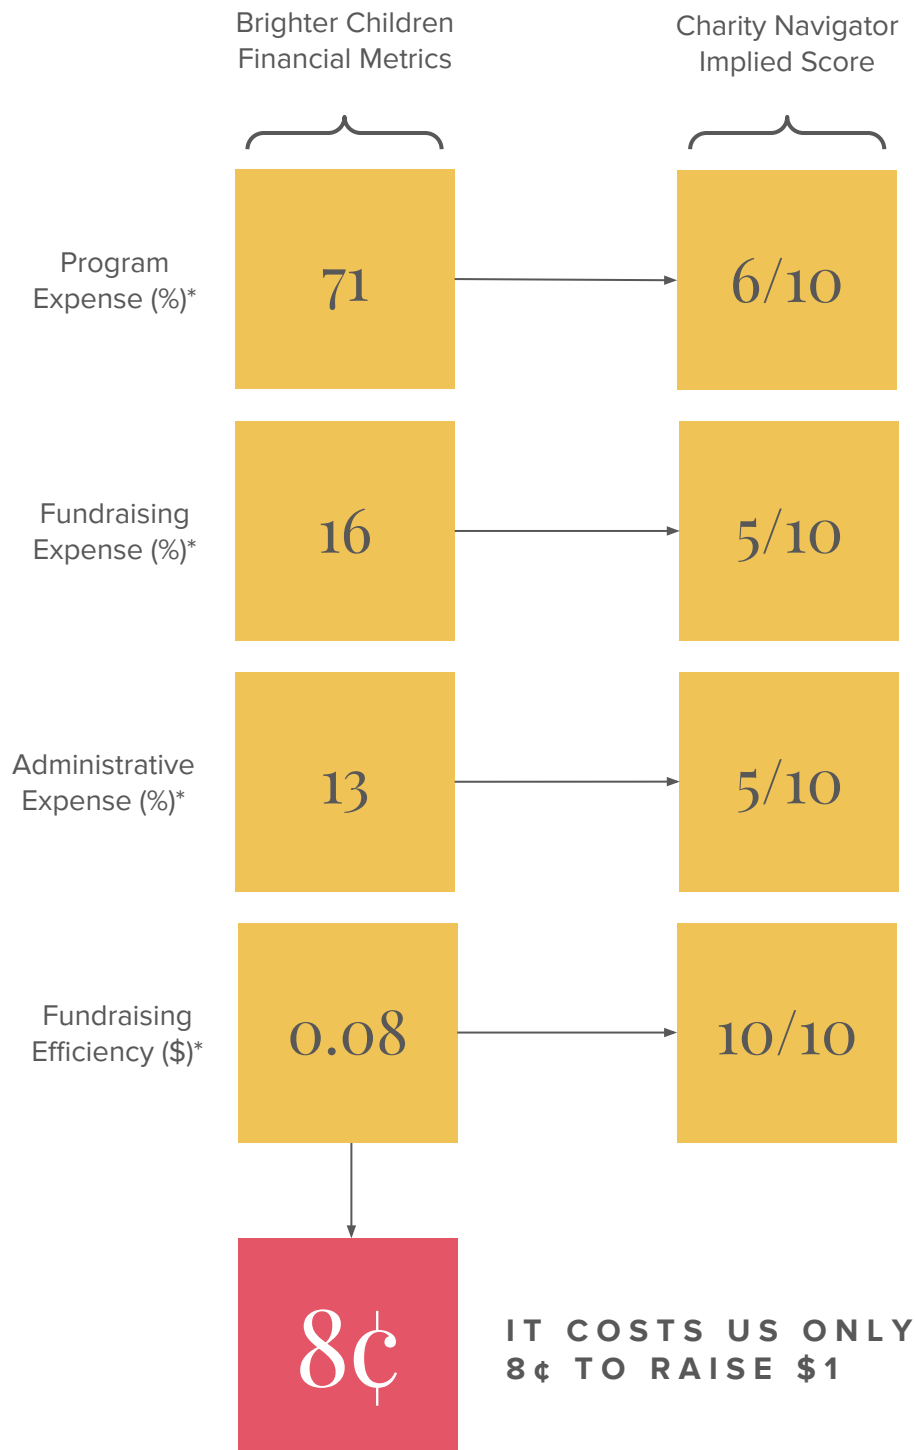 Brighter Children
Financial Metrics
Charity Navigator
Implied Score
Program
Expense (%)*
71
6/10
Fundraising
Expense (%)*
16
5/10
Administrative
Expense (%)*
13
5/10
Fundraising
Efficiency ($)*
0.08
10/10
8¢
IT COSTS US ONLY
8¢ TO RAISE $1